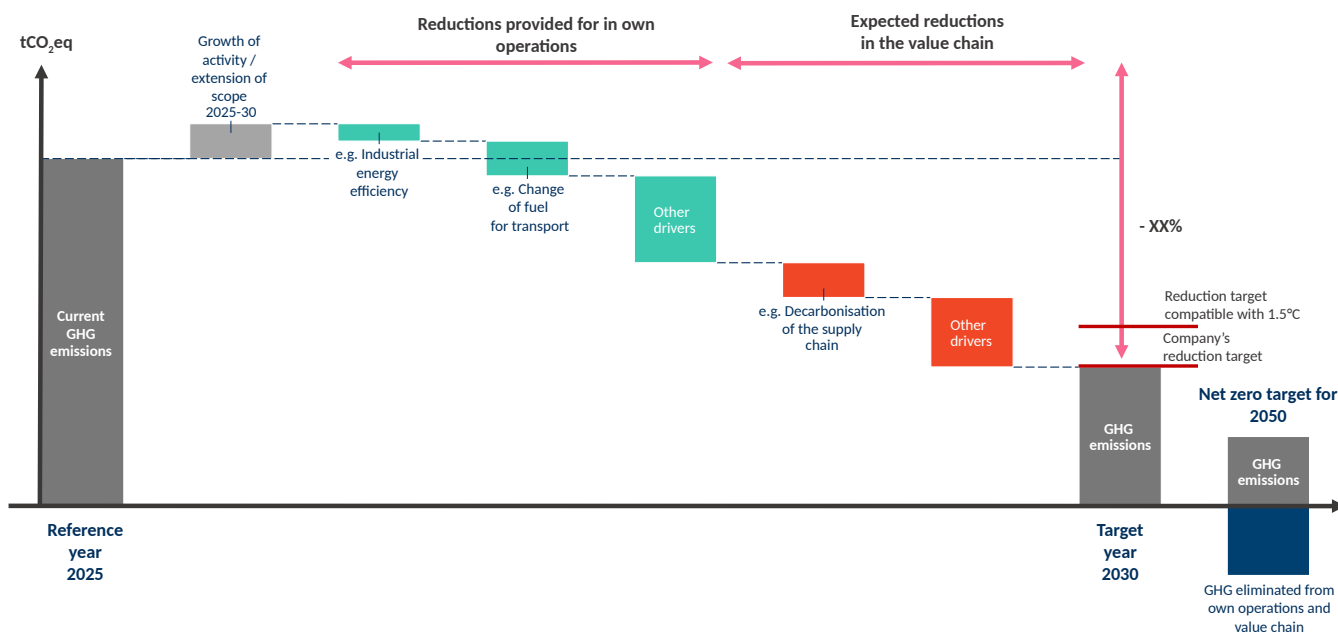 tCO2eq
Growth of
activity /
extension of
scope
2025-30
Reductions provided for in own
operations
Expected reductions
in the value chain
e.g. Industrial
energy
efficiency
e.g. Change
of fuel
for transport
Other
drivers
- XX%
e.g. Decarbonisation
of the supply
chain
Other
drivers
Reduction target
compatible with 1.5°C
Company's
reduction target
Current
GHG
emissions
GHG
emissions
Net zero target for
2050
GHG
emissions
Reference
year
2025
Target
year
2030
GHG eliminated from
own operations and
value chain